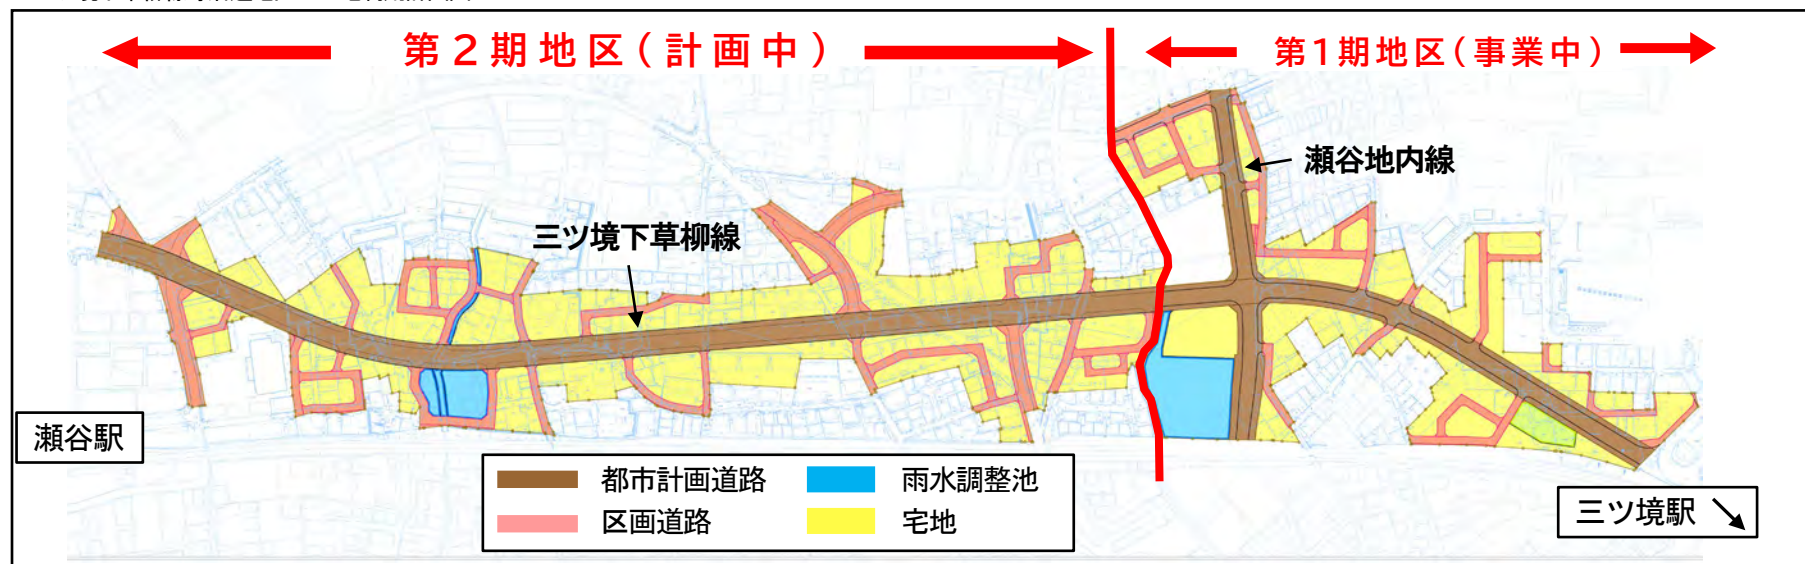 第2期地区(計画中)
第1期地区(事業中)
瀬谷地内線
三ツ境下草柳線
瀬谷駅
都市計画道路
雨水調整池
区画道路
宅地
三ツ境駅